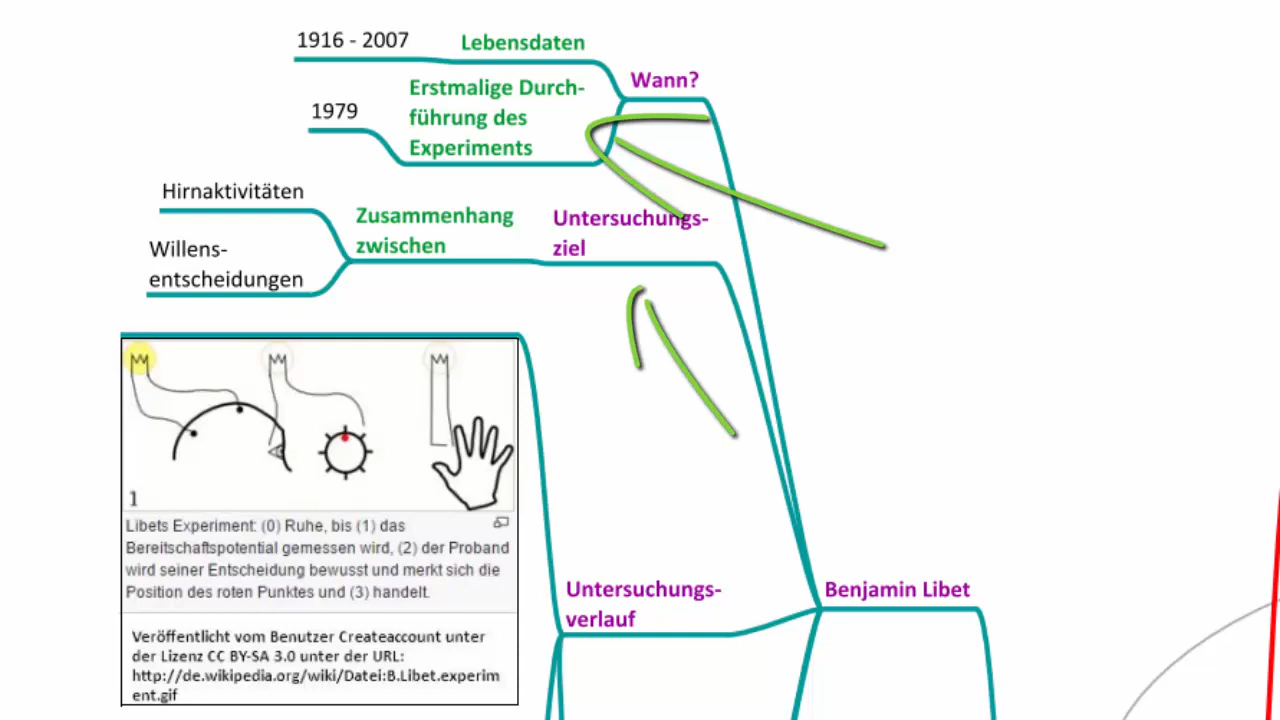 1916 - 2007
Lebensdaten
Wann?
Erstmalige Durch-
führung des
Experiments
1979
Hirnaktivitäten
Zusammenhang
zwischen
Untersuchungs-
ziel
Willens-
entscheidungen
1
Libets Experiment: (0) Ruhe, bis (1) das
Bereitschaftspotential gemessen wird, (2) der Proband
wird seiner Entscheidung bewusst und merkt sich die
Position des roten Punktes und (3) handelt.
Veröffentlicht vom Benutzer Createaccount unter
der Lizenz CC BY-SA 3.0 unter der URL:
http://de.wikipedia.org/wiki/Datei:B.Libet.experim
ent.gif
Untersuchungs-
verlauf
Benjamin Libet